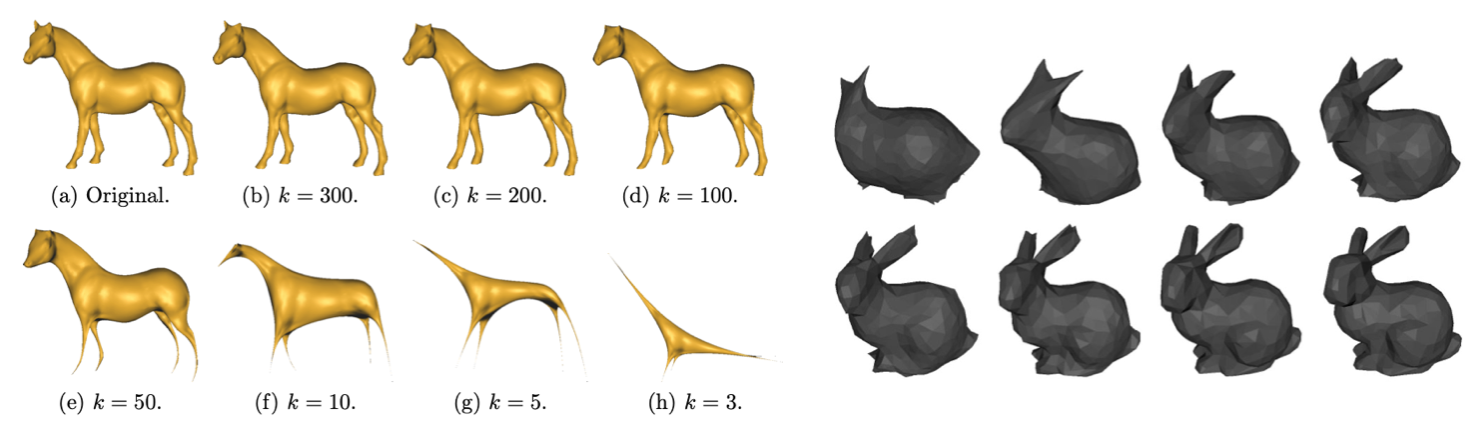 (a) Original. (b) k = 300. (c) k = 200. (d) k = 100.
(e) k = 50. (f) k = 10. (g) k = 5. (h) k = 3.